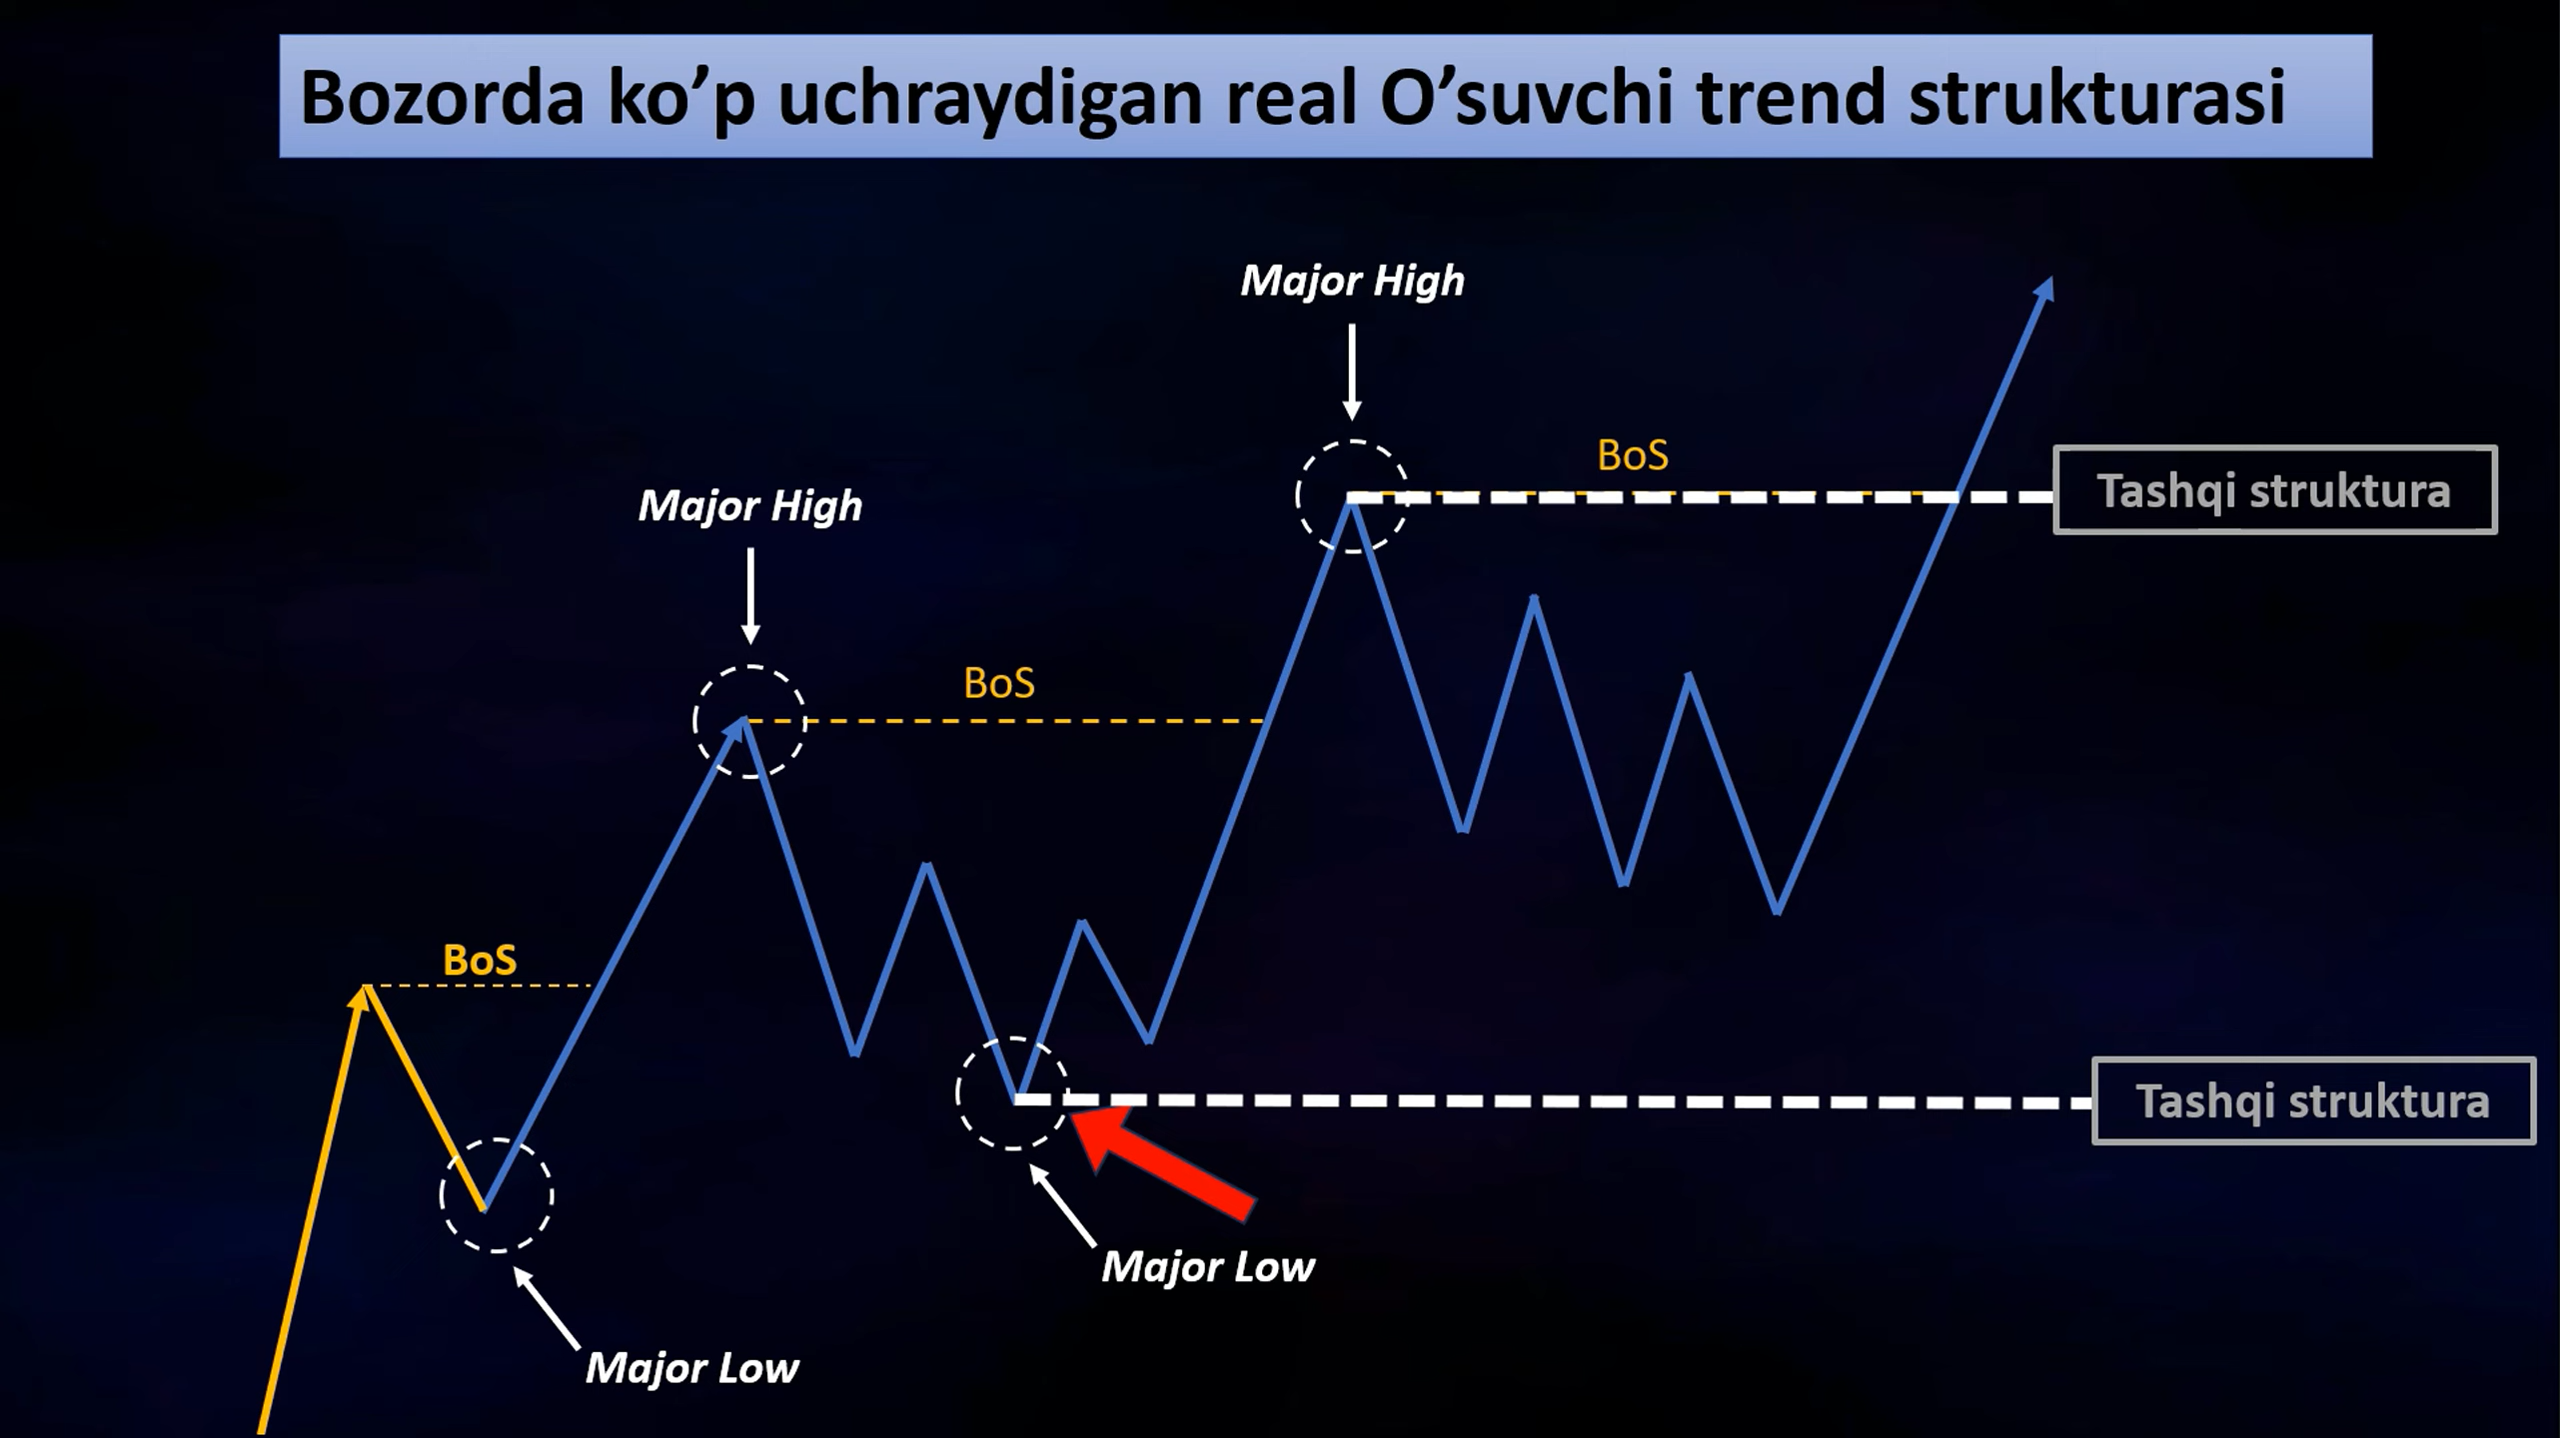 Bozorda ko’p uchraydigan real O’suvchi trend strukturasi
Major High
BoS
Tashqi struktura
Major High
BoS
BoS
Tashqi struktura
Major Low
Major Low